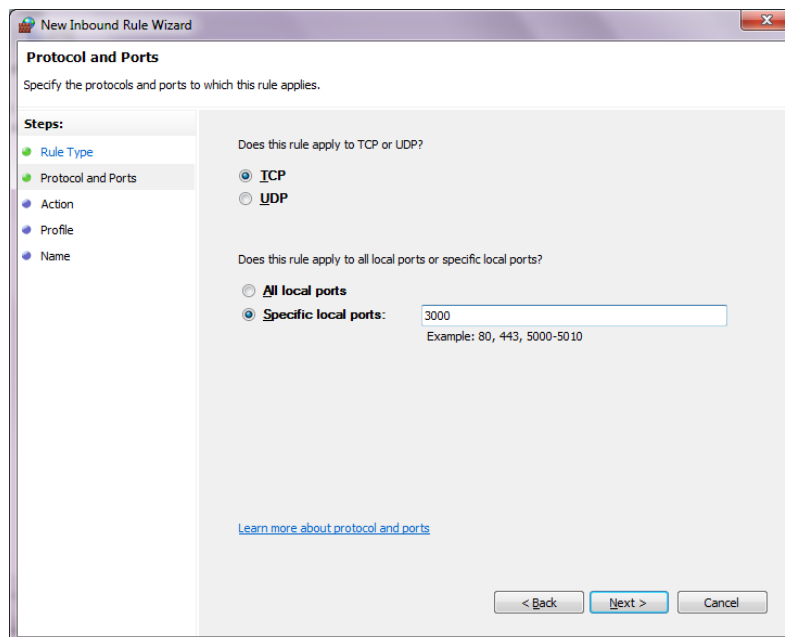 New Inbound Rule Wizard
Protocol and Ports
Specify the protocols and ports to which this rule applies.
Steps:
Rule Type
Protocol and Ports
Action
Profile
Name
Does this rule apply to TCP or UDP?
TCP
UDP
Does this rule apply to all local ports or specific local ports?
All local ports
Specific local ports: 3000
Example: 80, 443, 5000-5010
Learn more about protocol and ports
< Back Next > Cancel